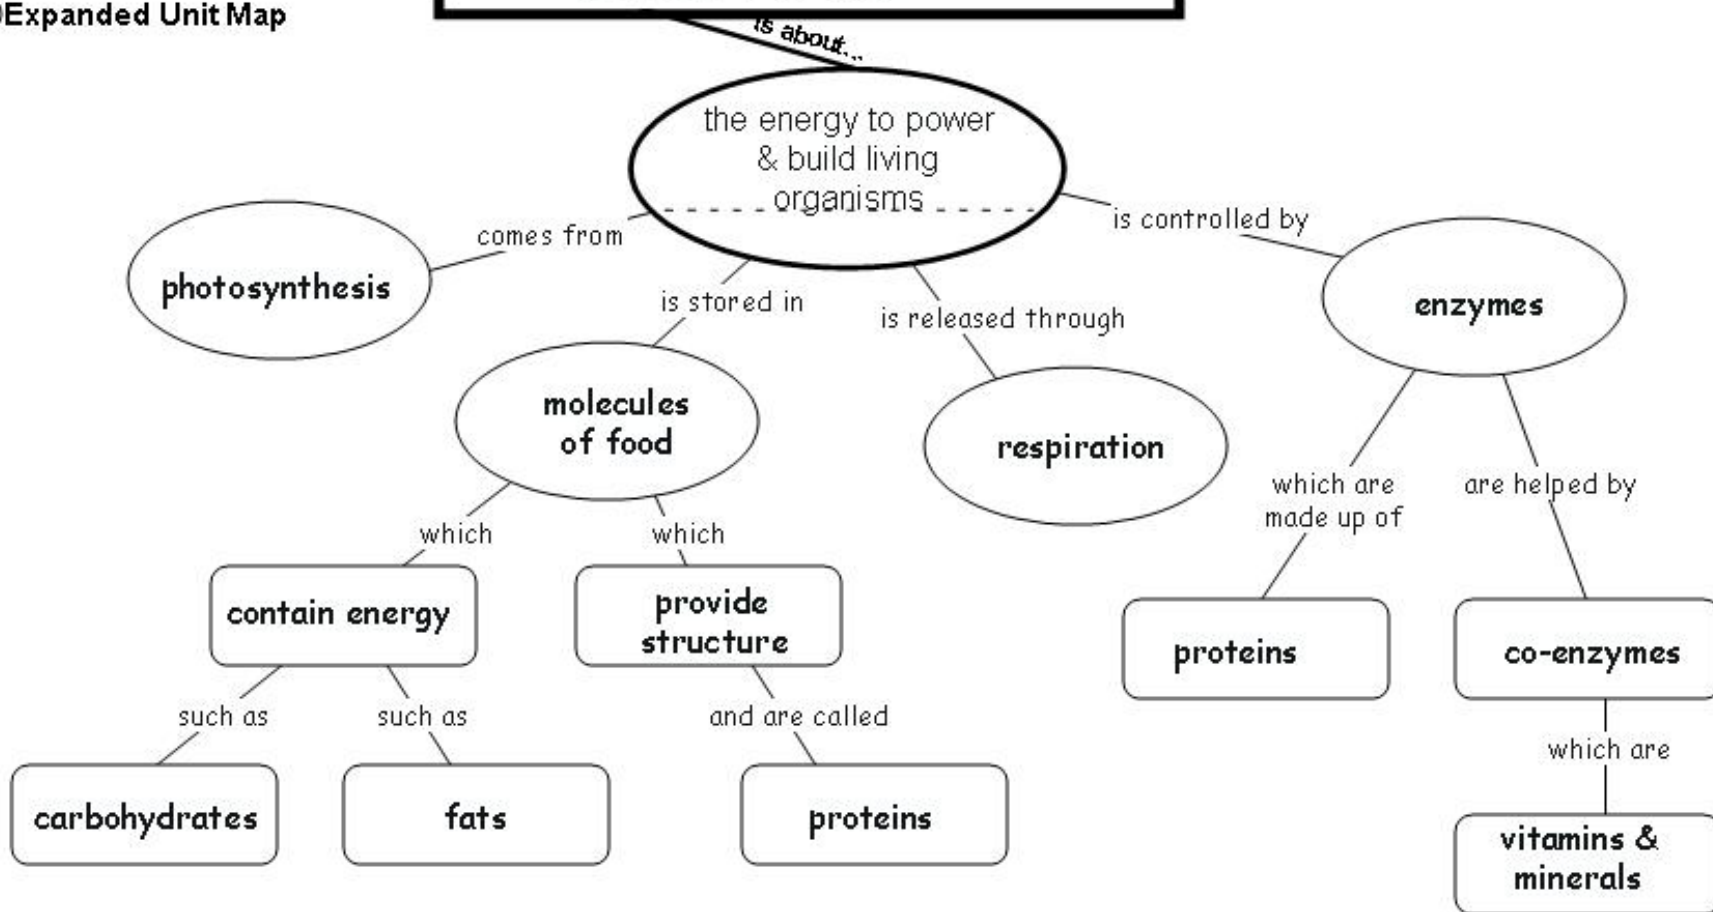 Expanded Unit Map
is about...
the energy to power
& build living
organisms
comes from
is controlled by
photosynthesis
is stored in
is released through
enzymes
molecules
of food
respiration
which are
made up of
are helped by
which
which
contain energy
provide
structure
proteins
co-enzymes
such as
such as
and are called
which are
carbohydrates
fats
proteins
vitamins &
minerals